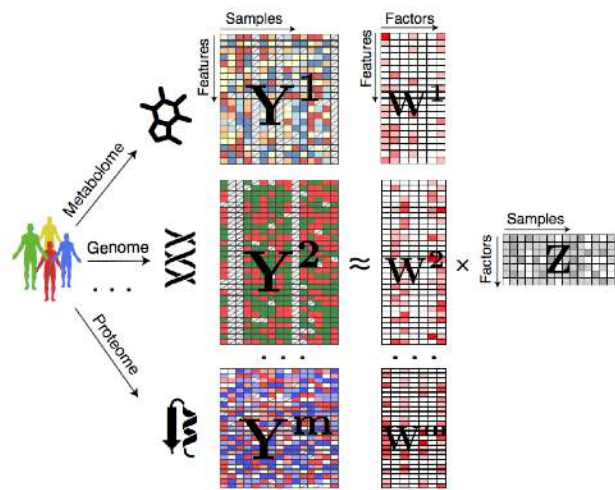 Samples
Factors
Features
Features
Y¹
W¹
Metabolome
Genome
. . .
Proteome
Y²
≈
W²
×
Samples
Factors
Z
. . .
. . .
Yᵐ
Wᵐ